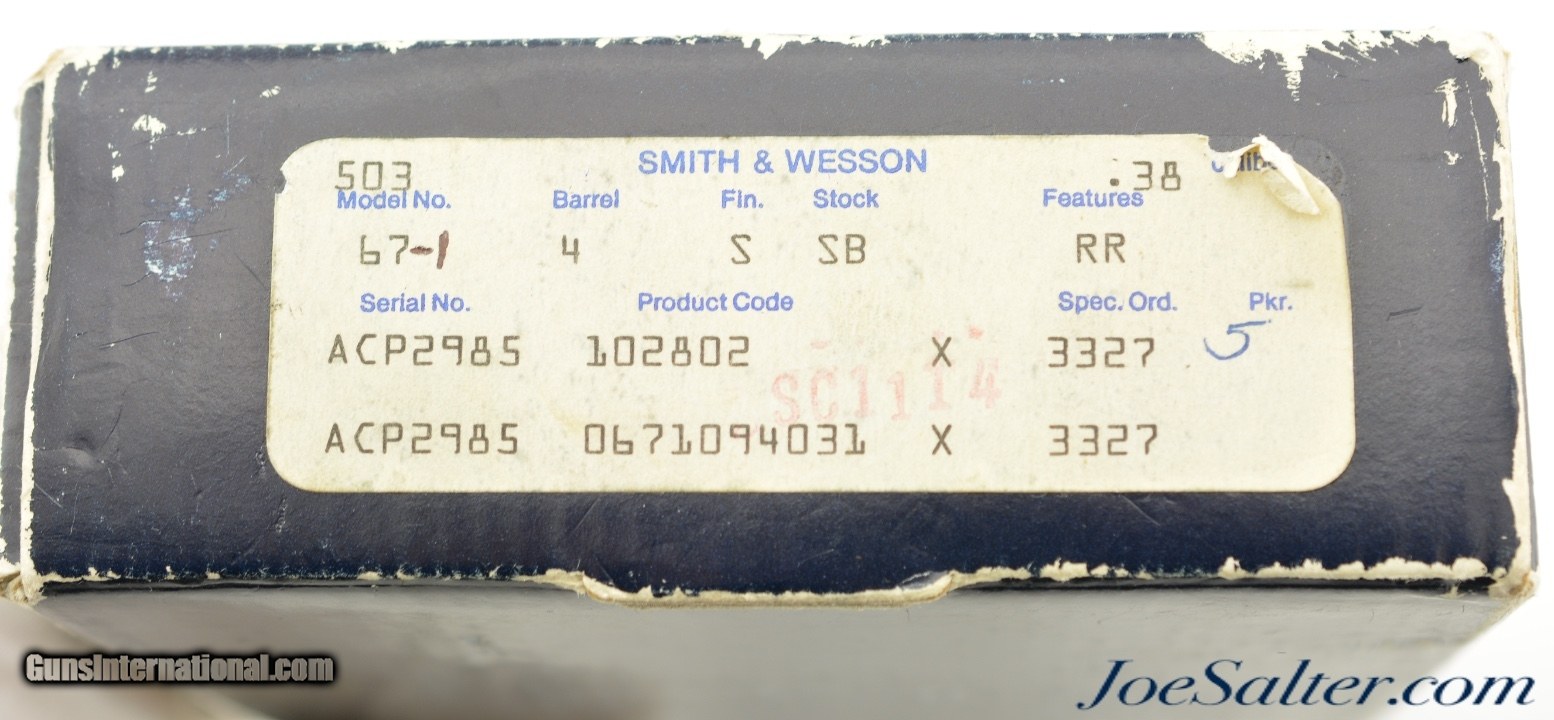 503 SMITH & WESSON .38
Model No. Barrel Fin. Stock Features
67-1 4 S SB RR
Serial No. Product Code Spec. Ord. Pkr.
ACP2985 102802 X 3327 5
SC1114
ACP2985 0671094031 X 3327
GunsInternational.com
JoeSalter.com